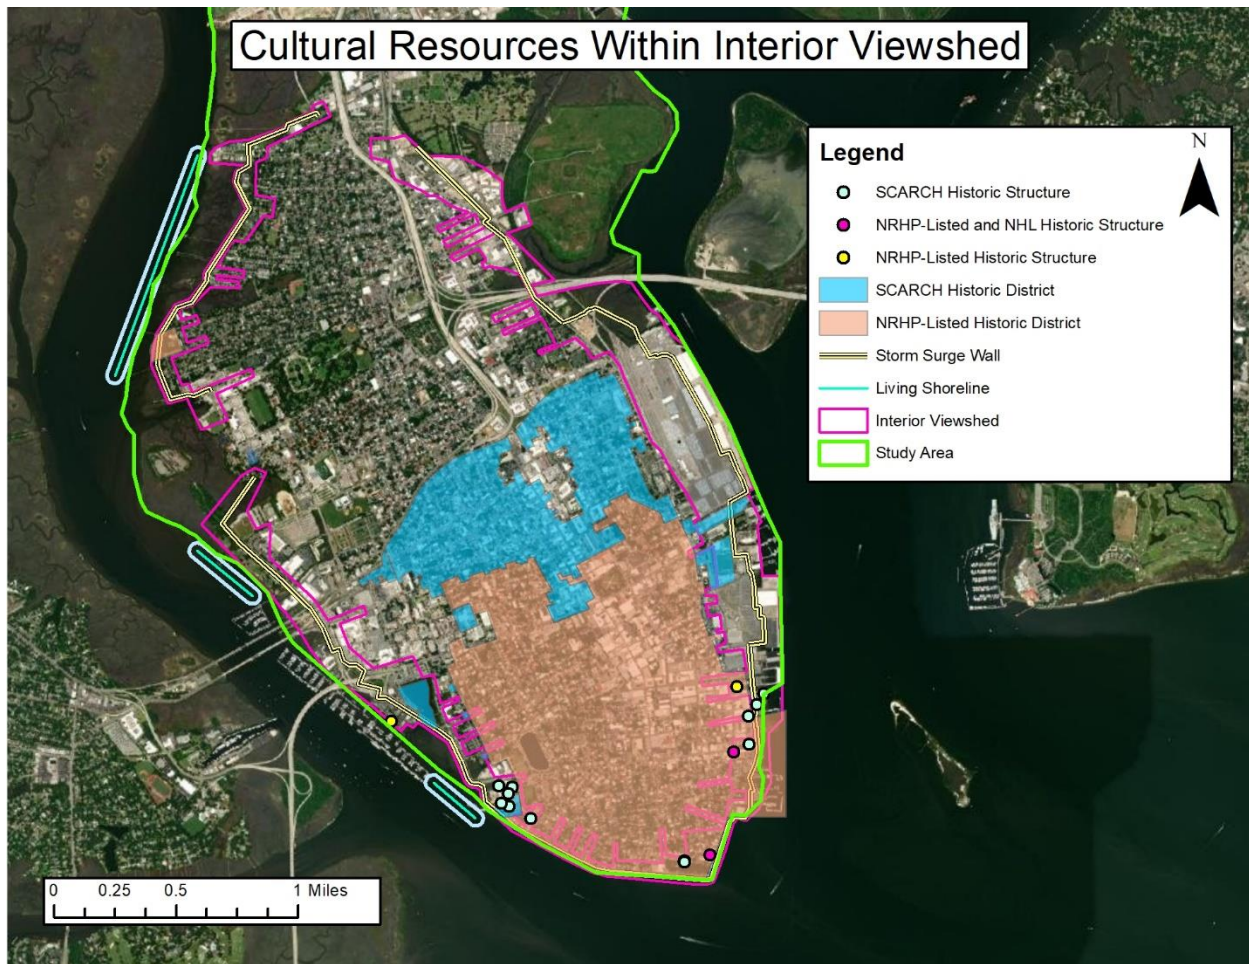 Cultural Resources Within Interior Viewshed
Legend
N
SCARCH Historic Structure
NRHP-Listed and NHL Historic Structure
NRHP-Listed Historic Structure
SCARCH Historic District
NRHP-Listed Historic District
Storm Surge Wall
Living Shoreline
Interior Viewshed
Study Area
0 0.25 0.5 1 Miles